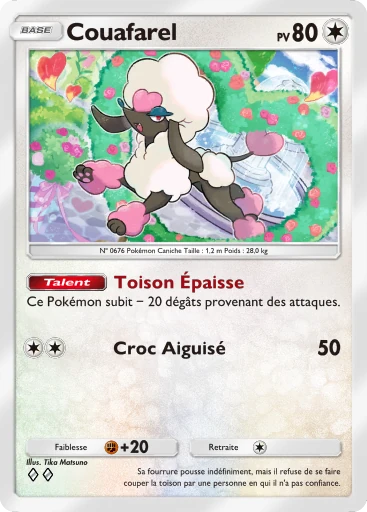 BASE Couafarel PV 80
N° 0676 Pokémon Caniche Taille : 1,2 m Poids : 28,0 kg
Talent Toison Épaisse
Ce Pokémon subit − 20 dégâts provenant des attaques.
Croc Aiguisé 50
Faiblesse +20 Retraite
Illus. Tika Matsuno
Sa fourrure pousse indéfiniment, mais il refuse de se faire
couper la toison par une personne en qui il n'a pas confiance.